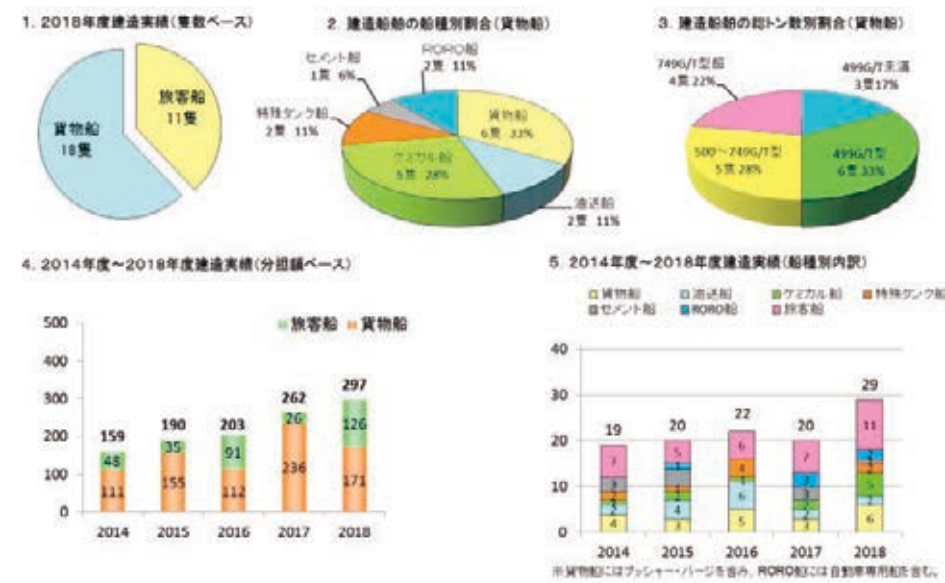 1. 2018年度建造実績(隻数ベース)
貨物船
18隻
旅客船
11隻
2. 建造船舶の船種別割合(貨物船)
RORO船
2隻 11%
セメント船
1隻 6%
特殊タンク船
2隻 11%
貨物船
6隻 33%
ケミカル船
5隻 28%
油送船
2隻 11%
3. 建造船舶の総トン数別割合(貨物船)
749G/T型超
4隻 22%
499G/T未満
3隻 17%
500～749G/T型
5隻 28%
499G/T型
6隻 33%
4. 2014年度～2018年度建造実績(分担額ベース)
旅客船 貨物船
500
400
300
200
100
0
159 190 203 262 297
48 35 91 26 126
111 155 112 236 171
2014 2015 2016 2017 2018
5. 2014年度～2018年度建造実績(船種別内訳)
貨物船 油送船 ケミカル船 特殊タンク船
セメント船 RORO船 旅客船
40
30
20
10
0
19 20 22 20 29
7 5 6 7 11
4 3 5 3 6
2014 2015 2016 2017 2018
※貨物船にはプッシャー・バージを含み、RORO船には自動車専用船を含む。